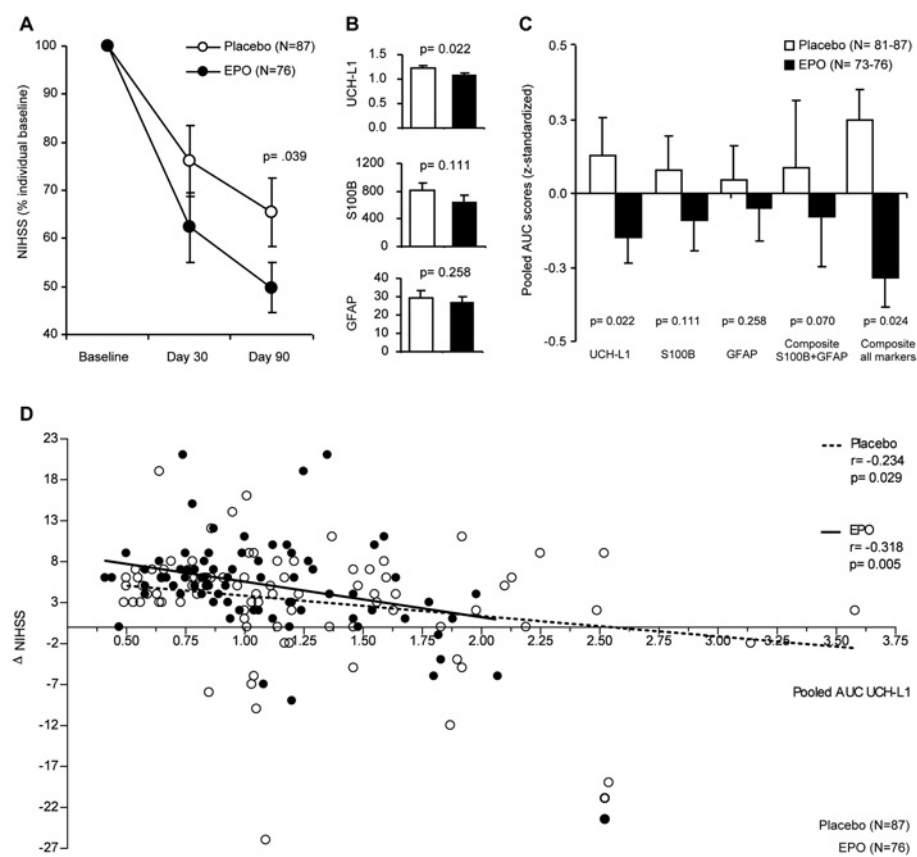 A
Placebo (N=87)
EPO (N=76)
NIHSS (% individual baseline)
100
90
80
70
60
50
40
p= .039
Baseline Day 30 Day 90
B
p= 0.022
UCH-L1
1.5
1.0
0.5
0.0
p= 0.111
S100B
1200
800
400
0
p= 0.258
GFAP
40
30
20
10
0
C
Placebo (N= 81-87)
EPO (N= 73-76)
Pooled AUC scores (z-standardized)
0.5
0.3
0.0
-0.3
-0.5
p= 0.022 p= 0.111 p= 0.258 p= 0.070 p= 0.024
UCH-L1 S100B GFAP Composite S100B+GFAP Composite all markers
D
Δ NIHSS
23
18
13
8
3
-2
-7
-12
-17
-22
-27
0.50 0.75 1.00 1.25 1.50 1.75 2.00 2.25 2.50 2.75 3.00 3.25 3.50 3.75
Placebo
r= -0.234
p= 0.029
EPO
r= -0.318
p= 0.005
Pooled AUC UCH-L1
Placebo (N=87)
EPO (N=76)